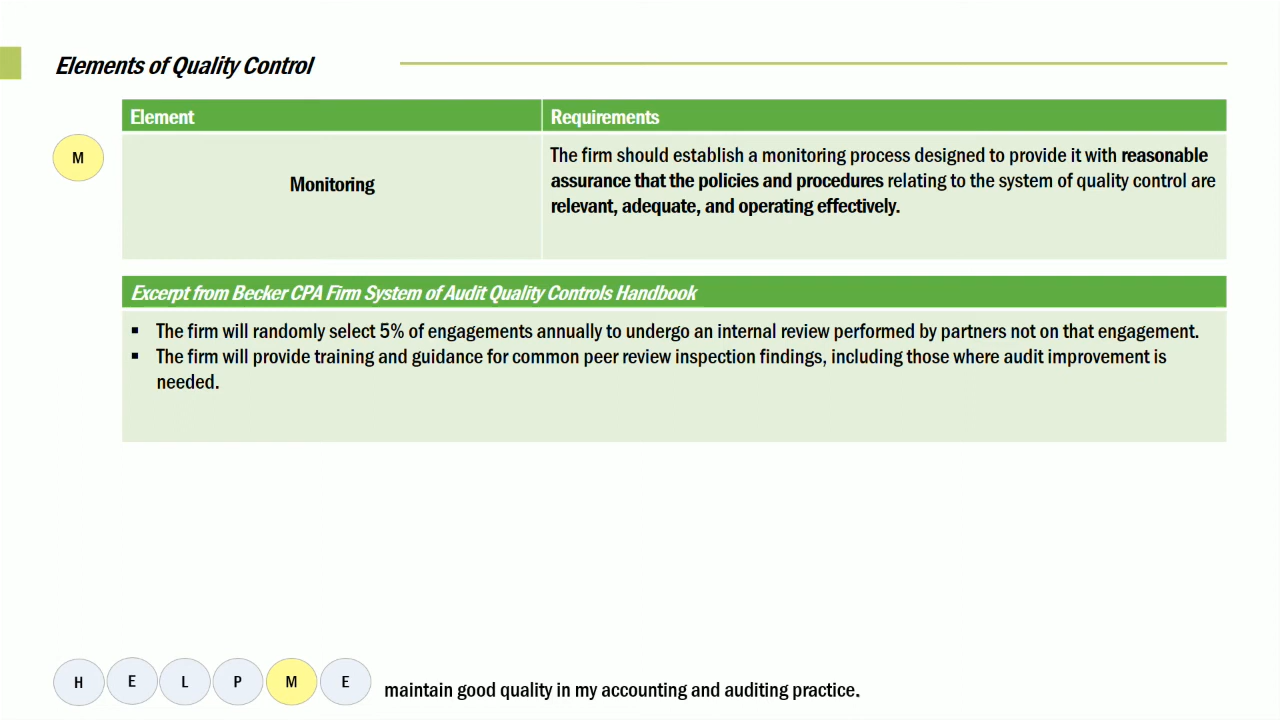 Elements of Quality Control
Element
Requirements
M
Monitoring
The firm should establish a monitoring process designed to provide it with reasonable
assurance that the policies and procedures relating to the system of quality control are
relevant, adequate, and operating effectively.
Excerpt from Becker CPA Firm System of Audit Quality Controls Handbook
▪ The firm will randomly select 5% of engagements annually to undergo an internal review performed by partners not on that engagement.
▪ The firm will provide training and guidance for common peer review inspection findings, including those where audit improvement is
needed.
H E L P M E maintain good quality in my accounting and auditing practice.